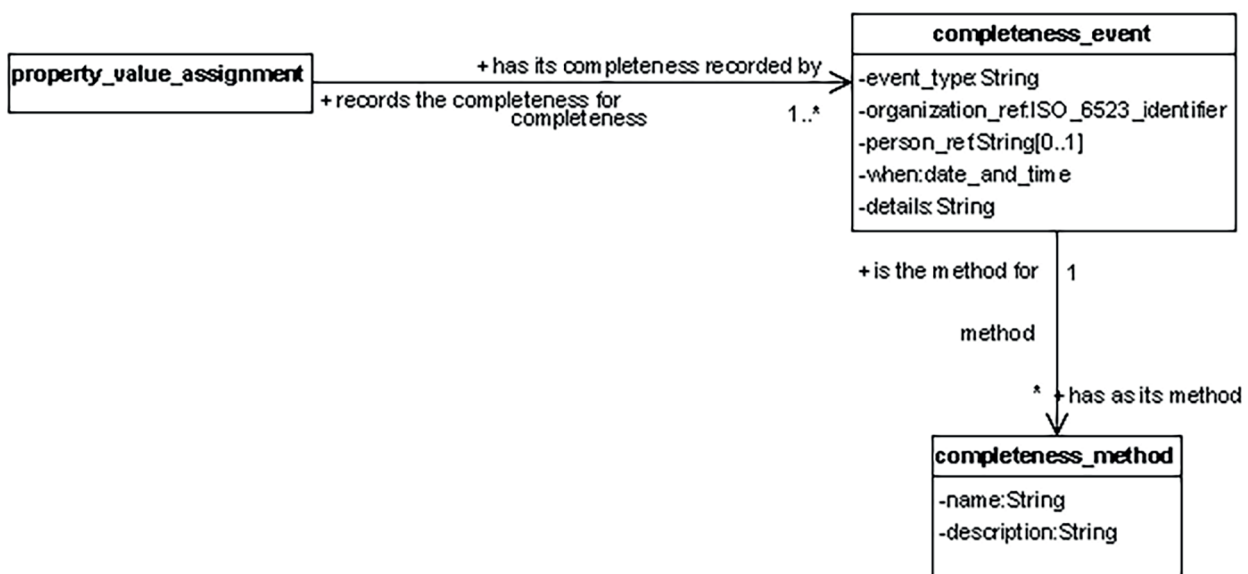 property_value_assignment
+ has its completeness recorded by
+ records the completeness for
completeness
1..*
completeness_event
-event_type:String
-organization_ref:ISO_6523_identifier
-person_ref:String[0..1]
-when:date_and_time
-details:String
+ is the method for
1
method
*
+ has as its method
completeness_method
-name:String
-description:String